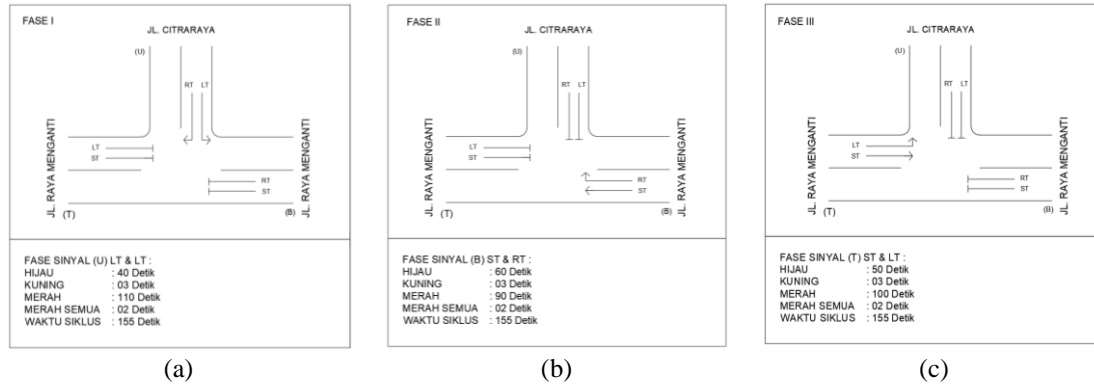 FASE I
JL. CITRARAYA
(U)
RT LT
JL. RAYA MENGANTI
LT
ST
RT
ST
JL. RAYA MENGANTI
(T)
(B)
FASE SINYAL (U) LT & LT :
HIJAU : 40 Detik
KUNING : 03 Detik
MERAH : 110 Detik
MERAH SEMUA : 02 Detik
WAKTU SIKLUS : 155 Detik
(a)
FASE II
JL. CITRARAYA
(U)
RT LT
JL. RAYA MENGANTI
LT
ST
RT
ST
JL. RAYA MENGANTI
(T)
(B)
FASE SINYAL (B) ST & RT :
HIJAU : 60 Detik
KUNING : 03 Detik
MERAH : 90 Detik
MERAH SEMUA : 02 Detik
WAKTU SIKLUS : 155 Detik
(b)
FASE III
JL. CITRARAYA
(U)
RT LT
JL. RAYA MENGANTI
LT
ST
RT
ST
JL. RAYA MENGANTI
(T)
(B)
FASE SINYAL (T) ST & LT :
HIJAU : 50 Detik
KUNING : 03 Detik
MERAH : 100 Detik
MERAH SEMUA : 02 Detik
WAKTU SIKLUS : 155 Detik
(c)